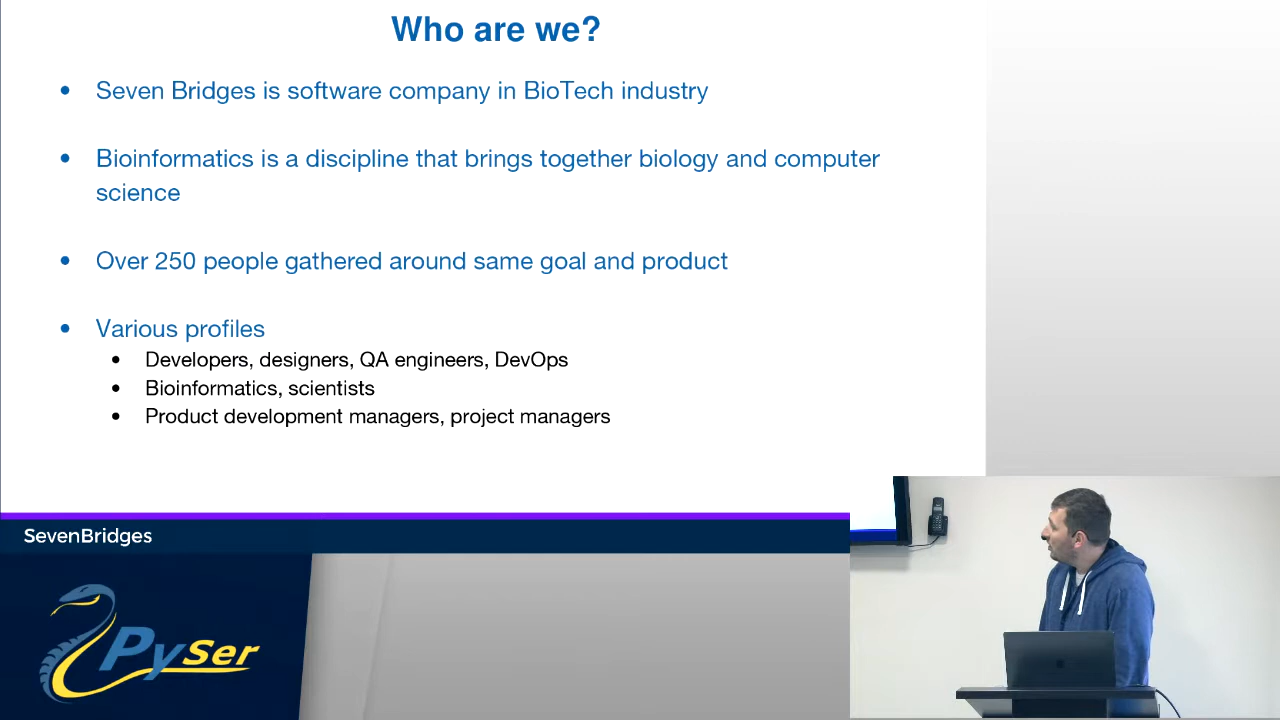 Who are we?
Seven Bridges is software company in BioTech industry
Bioinformatics is a discipline that brings together biology and computer
science
Over 250 people gathered around same goal and product
Various profiles
Developers, designers, QA engineers, DevOps
Bioinformatics, scientists
Product development managers, project managers
SevenBridges
PySer